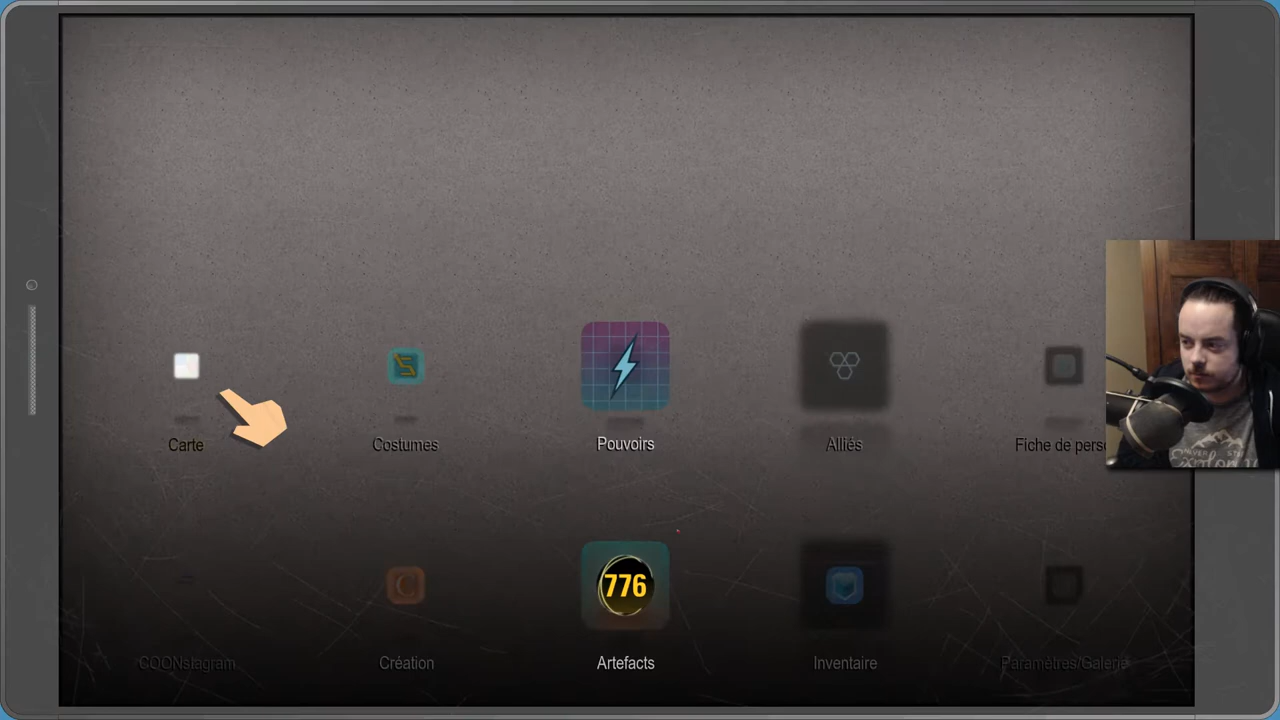 Carte
Costumes
Pouvoirs
Alliés
Fiche de pers
776
COONstagram
Création
Artefacts
Inventaire
Paramètres/Galerie